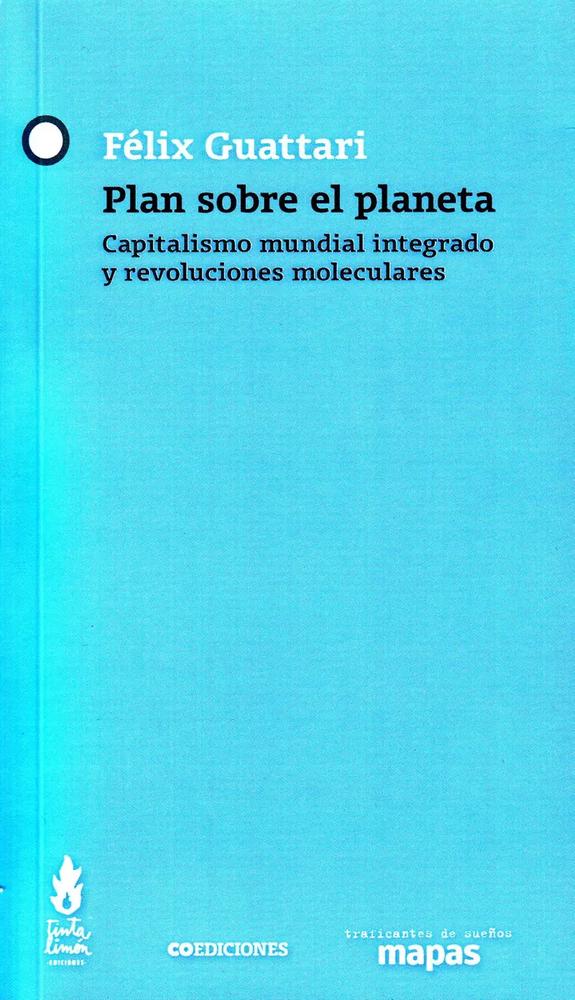 Félix Guattari
Plan sobre el planeta
Capitalismo mundial integrado
y revoluciones moleculares
tinta
limón
-EDICIONES-
COEDICIONES
traficantes de sueños
mapas